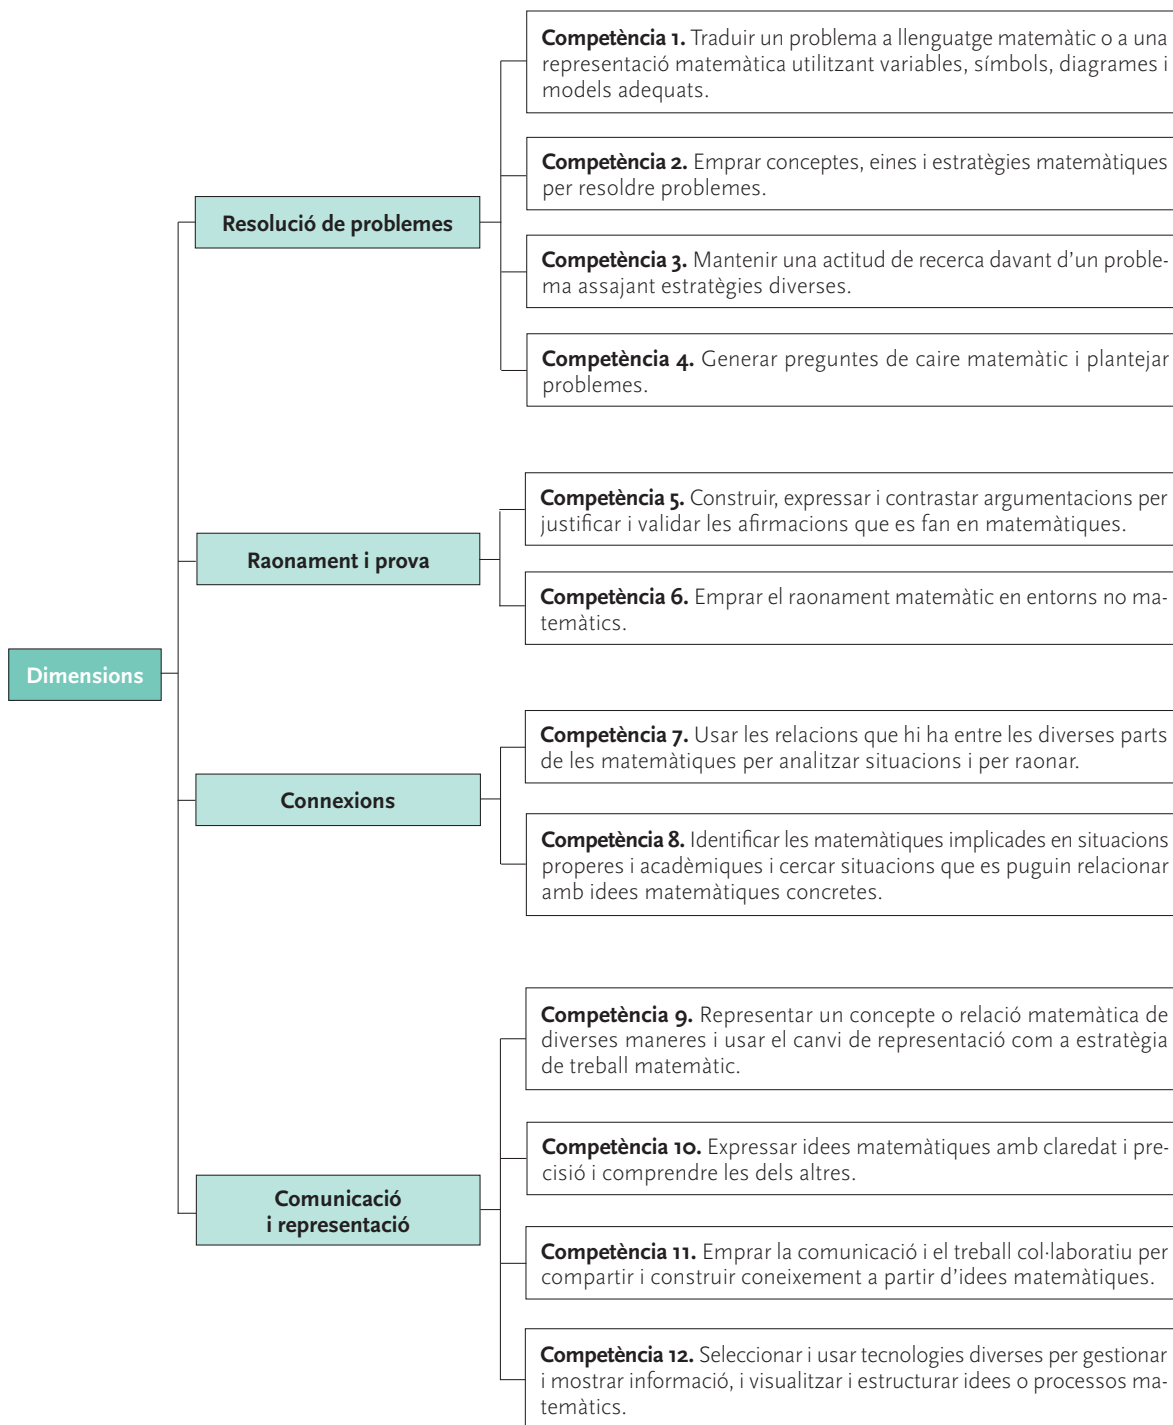 Competència 1. Traduir un problema a llenguatge matemàtic o a una
representació matemàtica utilitzant variables, símbols, diagrames i
models adequats.
Competència 2. Emprar conceptes, eines i estratègies matemàtiques
per resoldre problemes.
Resolució de problemes
Competència 3. Mantenir una actitud de recerca davant d'un proble-
ma assajant estratègies diverses.
Competència 4. Generar preguntes de caire matemàtic i plantejar
problemes.
Competència 5. Construir, expressar i contrastar argumentacions per
justificar i validar les afirmacions que es fan en matemàtiques.
Raonament i prova
Competència 6. Emprar el raonament matemàtic en entorns no ma-
temàtics.
Dimensions
Competència 7. Usar les relacions que hi ha entre les diverses parts
de les matemàtiques per analitzar situacions i per raonar.
Connexions
Competència 8. Identificar les matemàtiques implicades en situacions
properes i acadèmiques i cercar situacions que es puguin relacionar
amb idees matemàtiques concretes.
Competència 9. Representar un concepte o relació matemàtica de
diverses maneres i usar el canvi de representació com a estratègia
de treball matemàtic.
Competència 10. Expressar idees matemàtiques amb claredat i pre-
cisió i comprendre les dels altres.
Comunicació
i representació
Competència 11. Emprar la comunicació i el treball col·laboratiu per
compartir i construir coneixement a partir d'idees matemàtiques.
Competència 12. Seleccionar i usar tecnologies diverses per gestionar
i mostrar informació, i visualitzar i estructurar idees o processos ma-
temàtics.